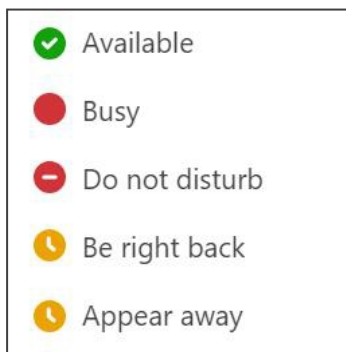 Available
Busy
Do not disturb
Be right back
Appear away